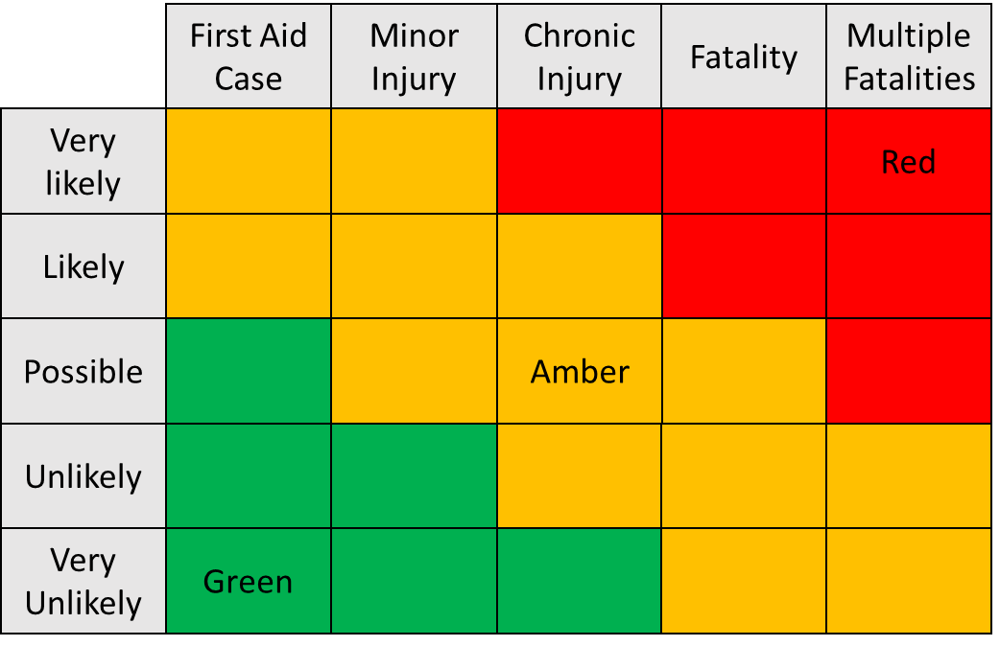 First Aid
Case
Minor
Injury
Chronic
Injury
Fatality
Multiple
Fatalities
Very
likely
Red
Likely
Possible
Amber
Unlikely
Very
Unlikely
Green